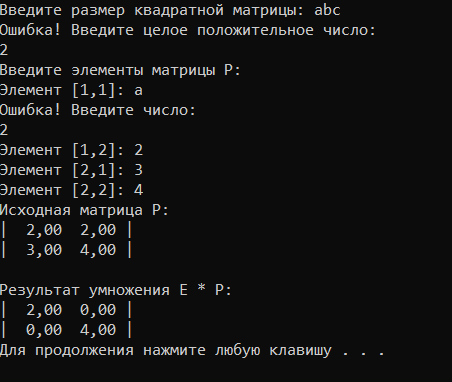 Введите размер квадратной матрицы: abc
Ошибка! Введите целое положительное число:
2
Введите элементы матрицы P:
Элемент [1,1]: a
Ошибка! Введите число:
2
Элемент [1,2]: 2
Элемент [2,1]: 3
Элемент [2,2]: 4
Исходная матрица P:
|  2,00  2,00 |
|  3,00  4,00 |

Результат умножения E * P:
|  2,00  0,00 |
|  0,00  4,00 |
Для продолжения нажмите любую клавишу . . .